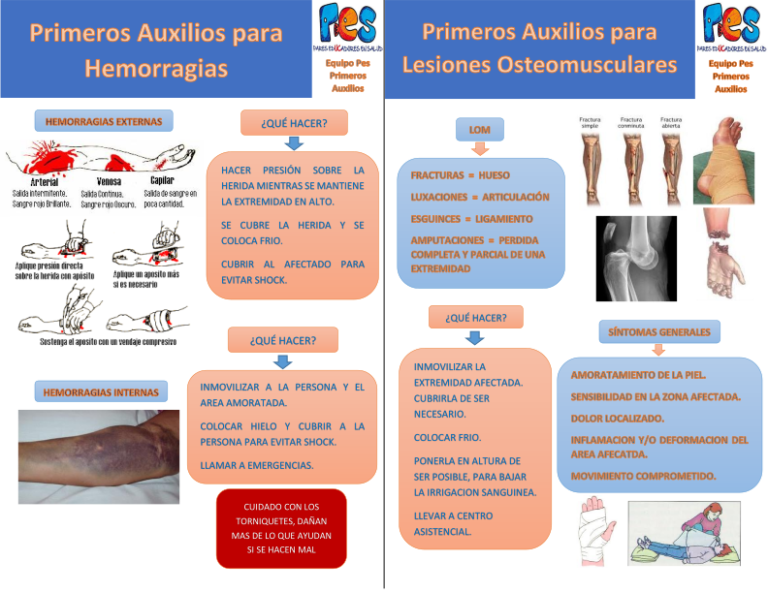 Primeros Auxilios para
Hemorragias
Pes
PARES EDUCADORES DE SALUD
Equipo Pes
Primeros
Auxilios
HEMORRAGIAS EXTERNAS
Arterial
Salida intermitente,
Sangre rojo Brillante.
Venosa
Salida Continua,
Sangre rojo Oscuro.
Capilar
Salida de sangre en
poca cantidad.
Aplique presión directa
sobre la herida con apósito
Aplique un apósito más
si es necesario
Sostenga el aposito con un vendaje compresivo
¿QUÉ HACER?
HACER PRESIÓN SOBRE LA
HERIDA MIENTRAS SE MANTIENE
LA EXTREMIDAD EN ALTO.
SE CUBRE LA HERIDA Y SE
COLOCA FRIO.
CUBRIR AL AFECTADO PARA
EVITAR SHOCK.
HEMORRAGIAS INTERNAS
¿QUÉ HACER?
INMOVILIZAR A LA PERSONA Y EL
AREA AMORATADA.
COLOCAR HIELO Y CUBRIR A LA
PERSONA PARA EVITAR SHOCK.
LLAMAR A EMERGENCIAS.
CUIDADO CON LOS
TORNIQUETES, DAÑAN
MAS DE LO QUE AYUDAN
SI SE HACEN MAL
Primeros Auxilios para
Lesiones Osteomusculares
Pes
PARES EDUCADORES DE SALUD
Equipo Pes
Primeros
Auxilios
LOM
FRACTURAS = HUESO
LUXACIONES = ARTICULACIÓN
ESGUINCES = LIGAMIENTO
AMPUTACIONES = PERDIDA
COMPLETA Y PARCIAL DE UNA
EXTREMIDAD
Fractura
simple
Fractura
conminuta
Fractura
abierta
¿QUÉ HACER?
INMOVILIZAR LA
EXTREMIDAD AFECTADA.
CUBRIRLA DE SER
NECESARIO.
COLOCAR FRIO.
PONERLA EN ALTURA DE
SER POSIBLE, PARA BAJAR
LA IRRIGACION SANGUINEA.
LLEVAR A CENTRO
ASISTENCIAL.
SÍNTOMAS GENERALES
AMORATAMIENTO DE LA PIEL.
SENSIBILIDAD EN LA ZONA AFECTADA.
DOLOR LOCALIZADO.
INFLAMACION Y/O DEFORMACION DEL
AREA AFECATDA.
MOVIMIENTO COMPROMETIDO.